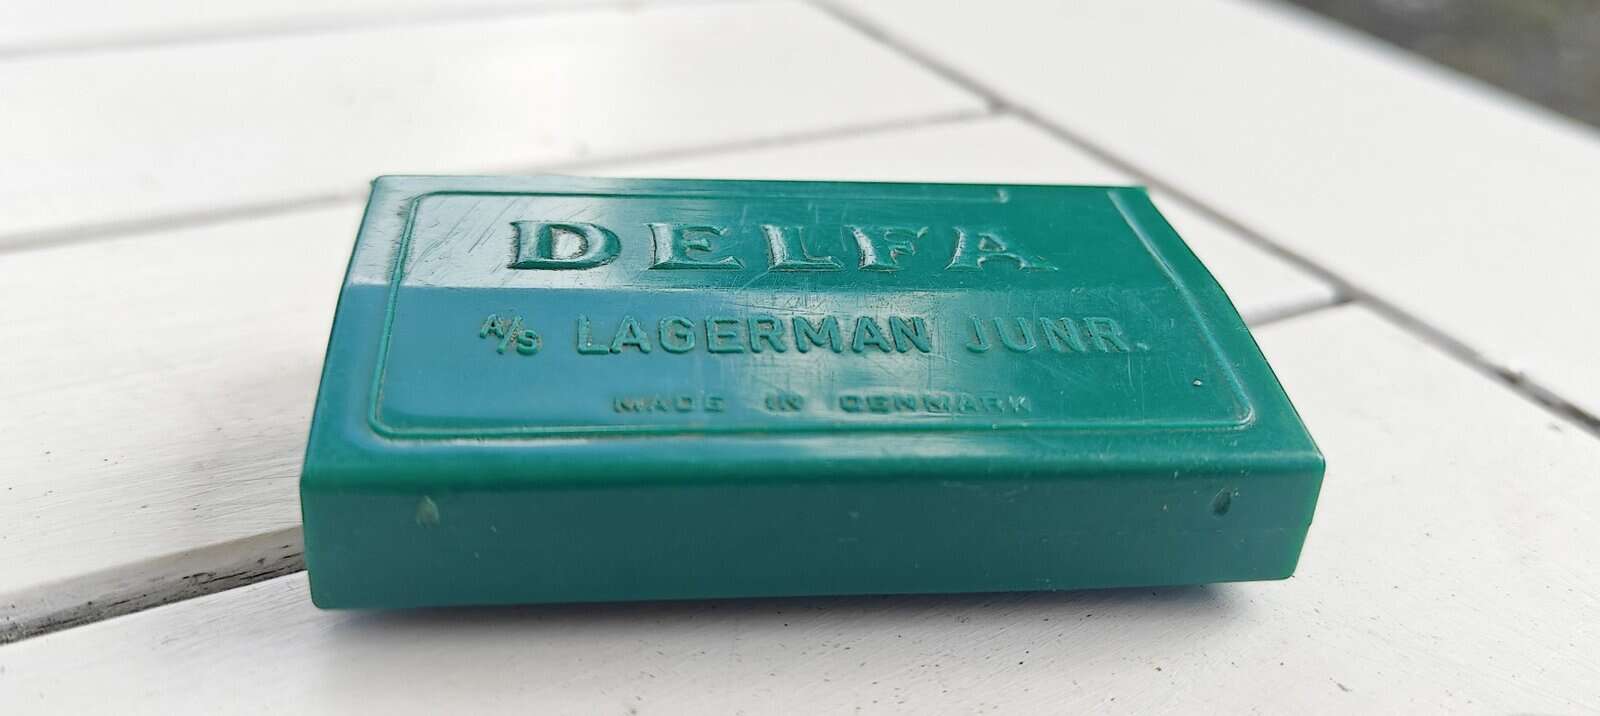 DELFA
A/S LAGERMAN JUNR.
MADE IN DENMARK